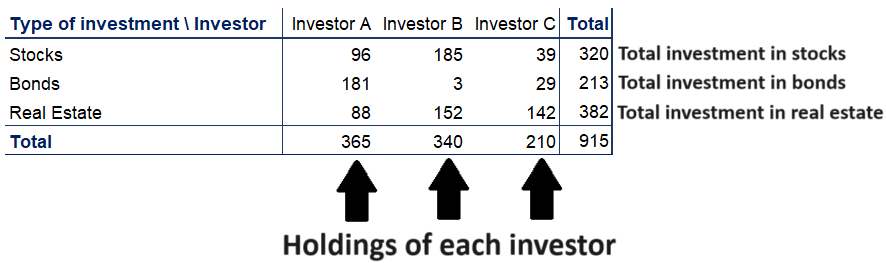 Type of investment \ Investor Investor A Investor B Investor C Total
Stocks 96 185 39 320 Total investment in stocks
Bonds 181 3 29 213 Total investment in bonds
Real Estate 88 152 142 382 Total investment in real estate
Total 365 340 210 915
Holdings of each investor